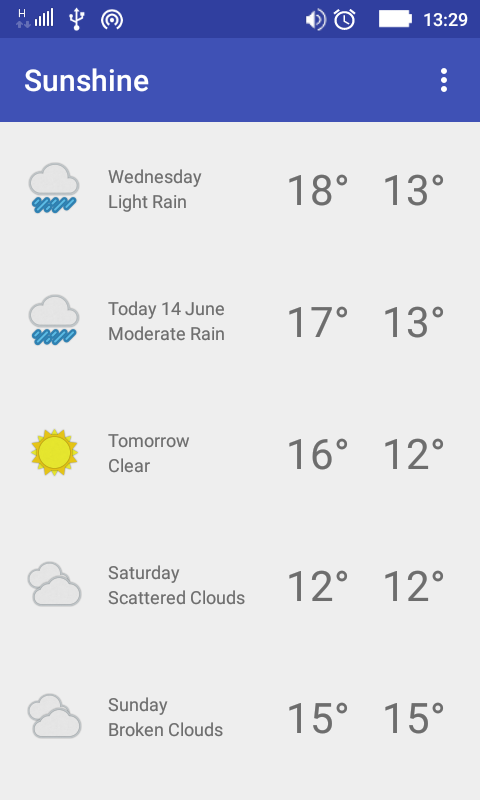 H
13:29
Sunshine
Wednesday
Light Rain
18° 13°
Today 14 June
Moderate Rain
17° 13°
Tomorrow
Clear
16° 12°
Saturday
Scattered Clouds
12° 12°
Sunday
Broken Clouds
15° 15°